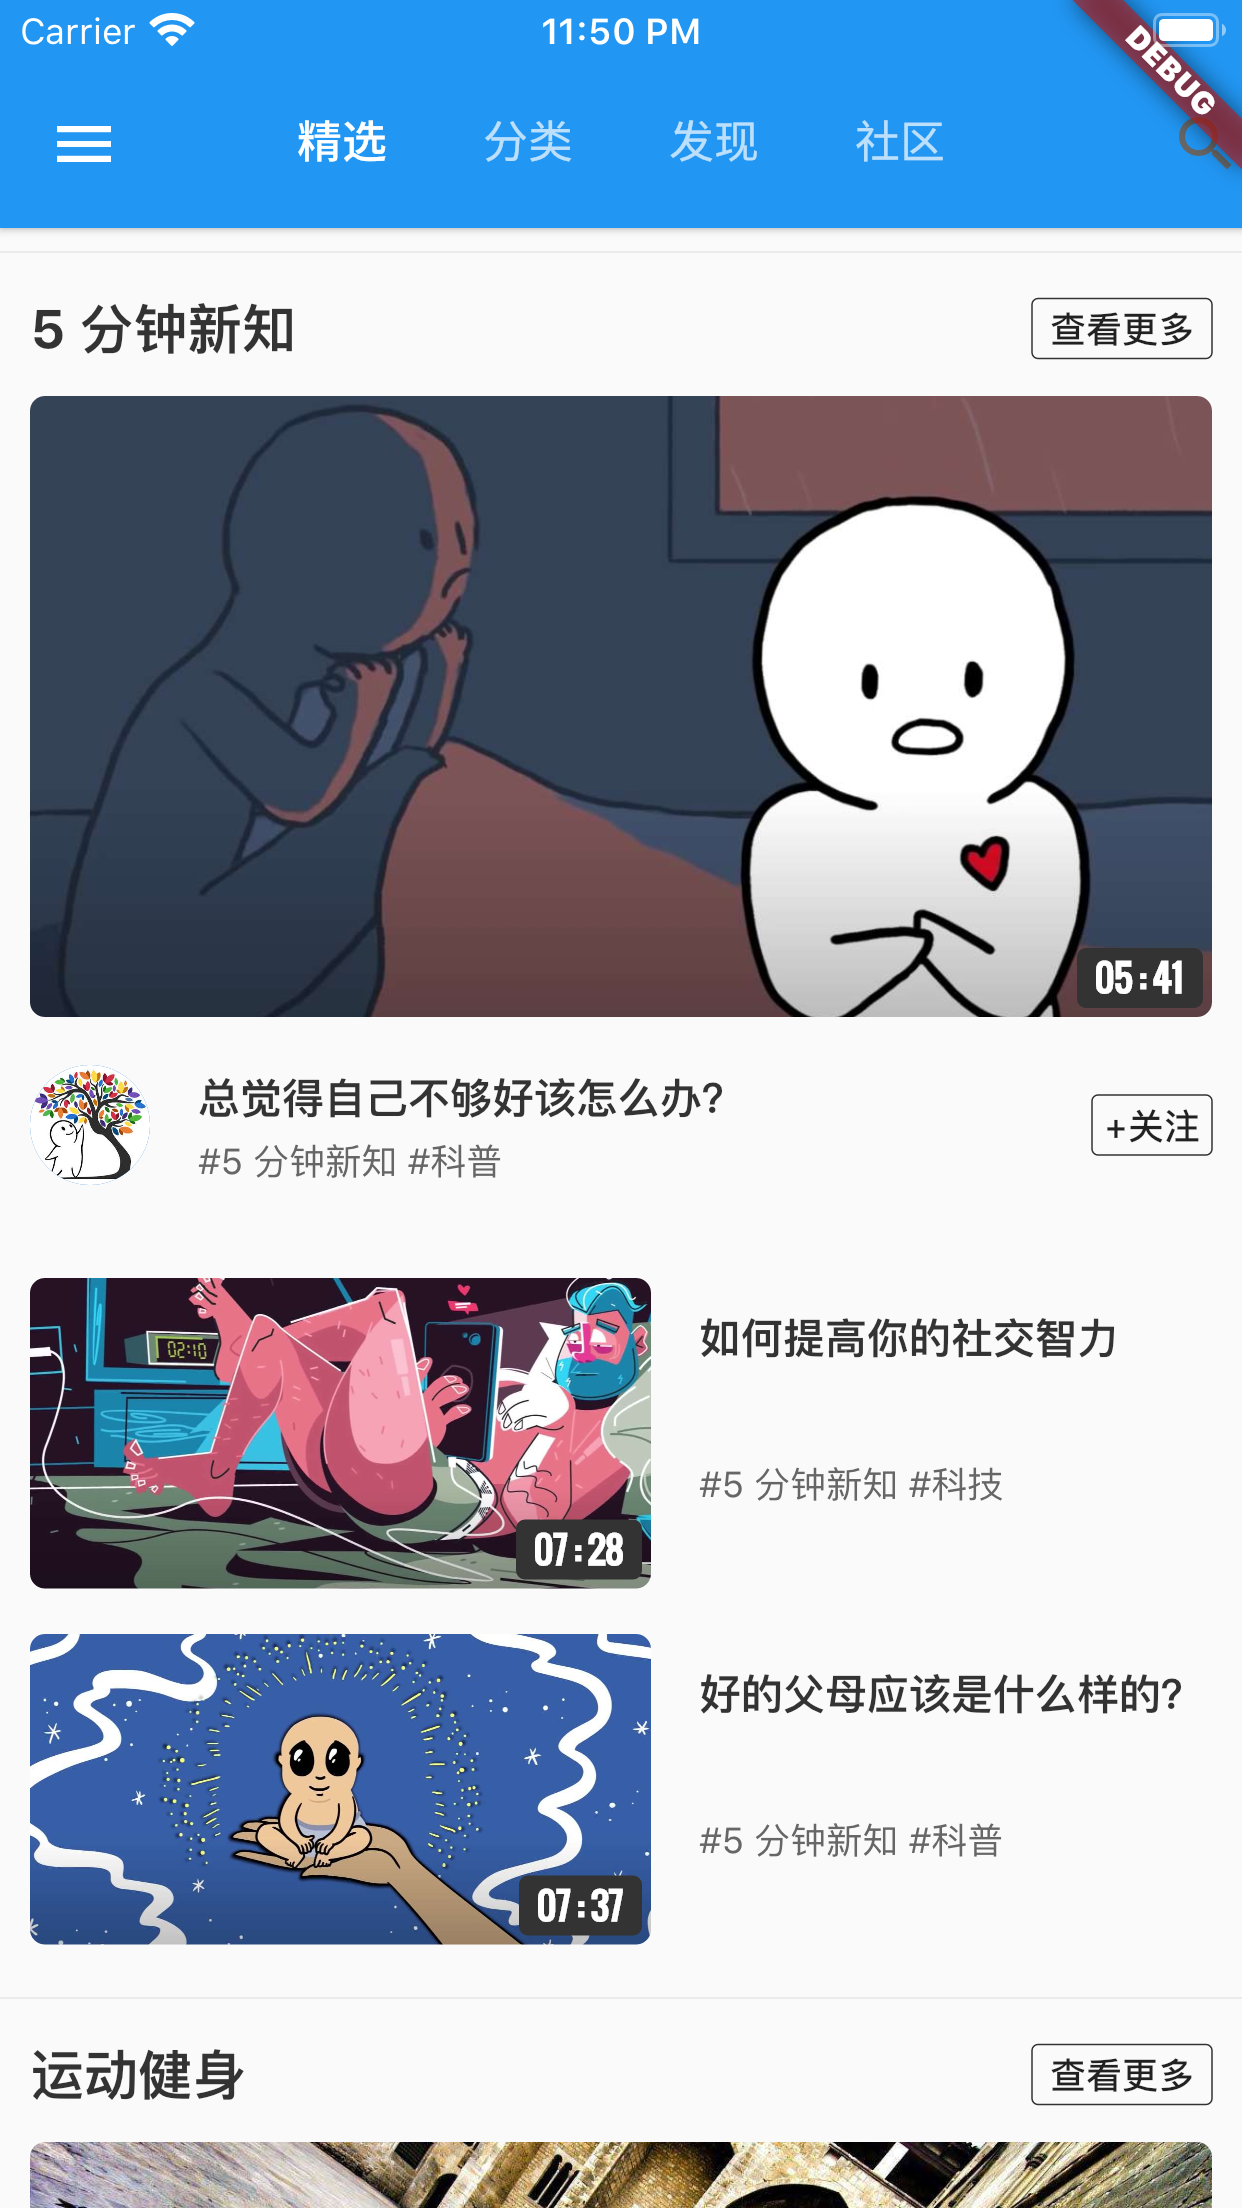 Carrier 11:50 PM
DEBUG
精选 分类 发现 社区
5 分钟新知 查看更多
05:41
总觉得自己不够好该怎么办?
#5 分钟新知 #科普
+关注
02:10
如何提高你的社交智力
#5 分钟新知 #科技
07:28
好的父母应该是什么样的?
#5 分钟新知 #科普
07:37
运动健身 查看更多